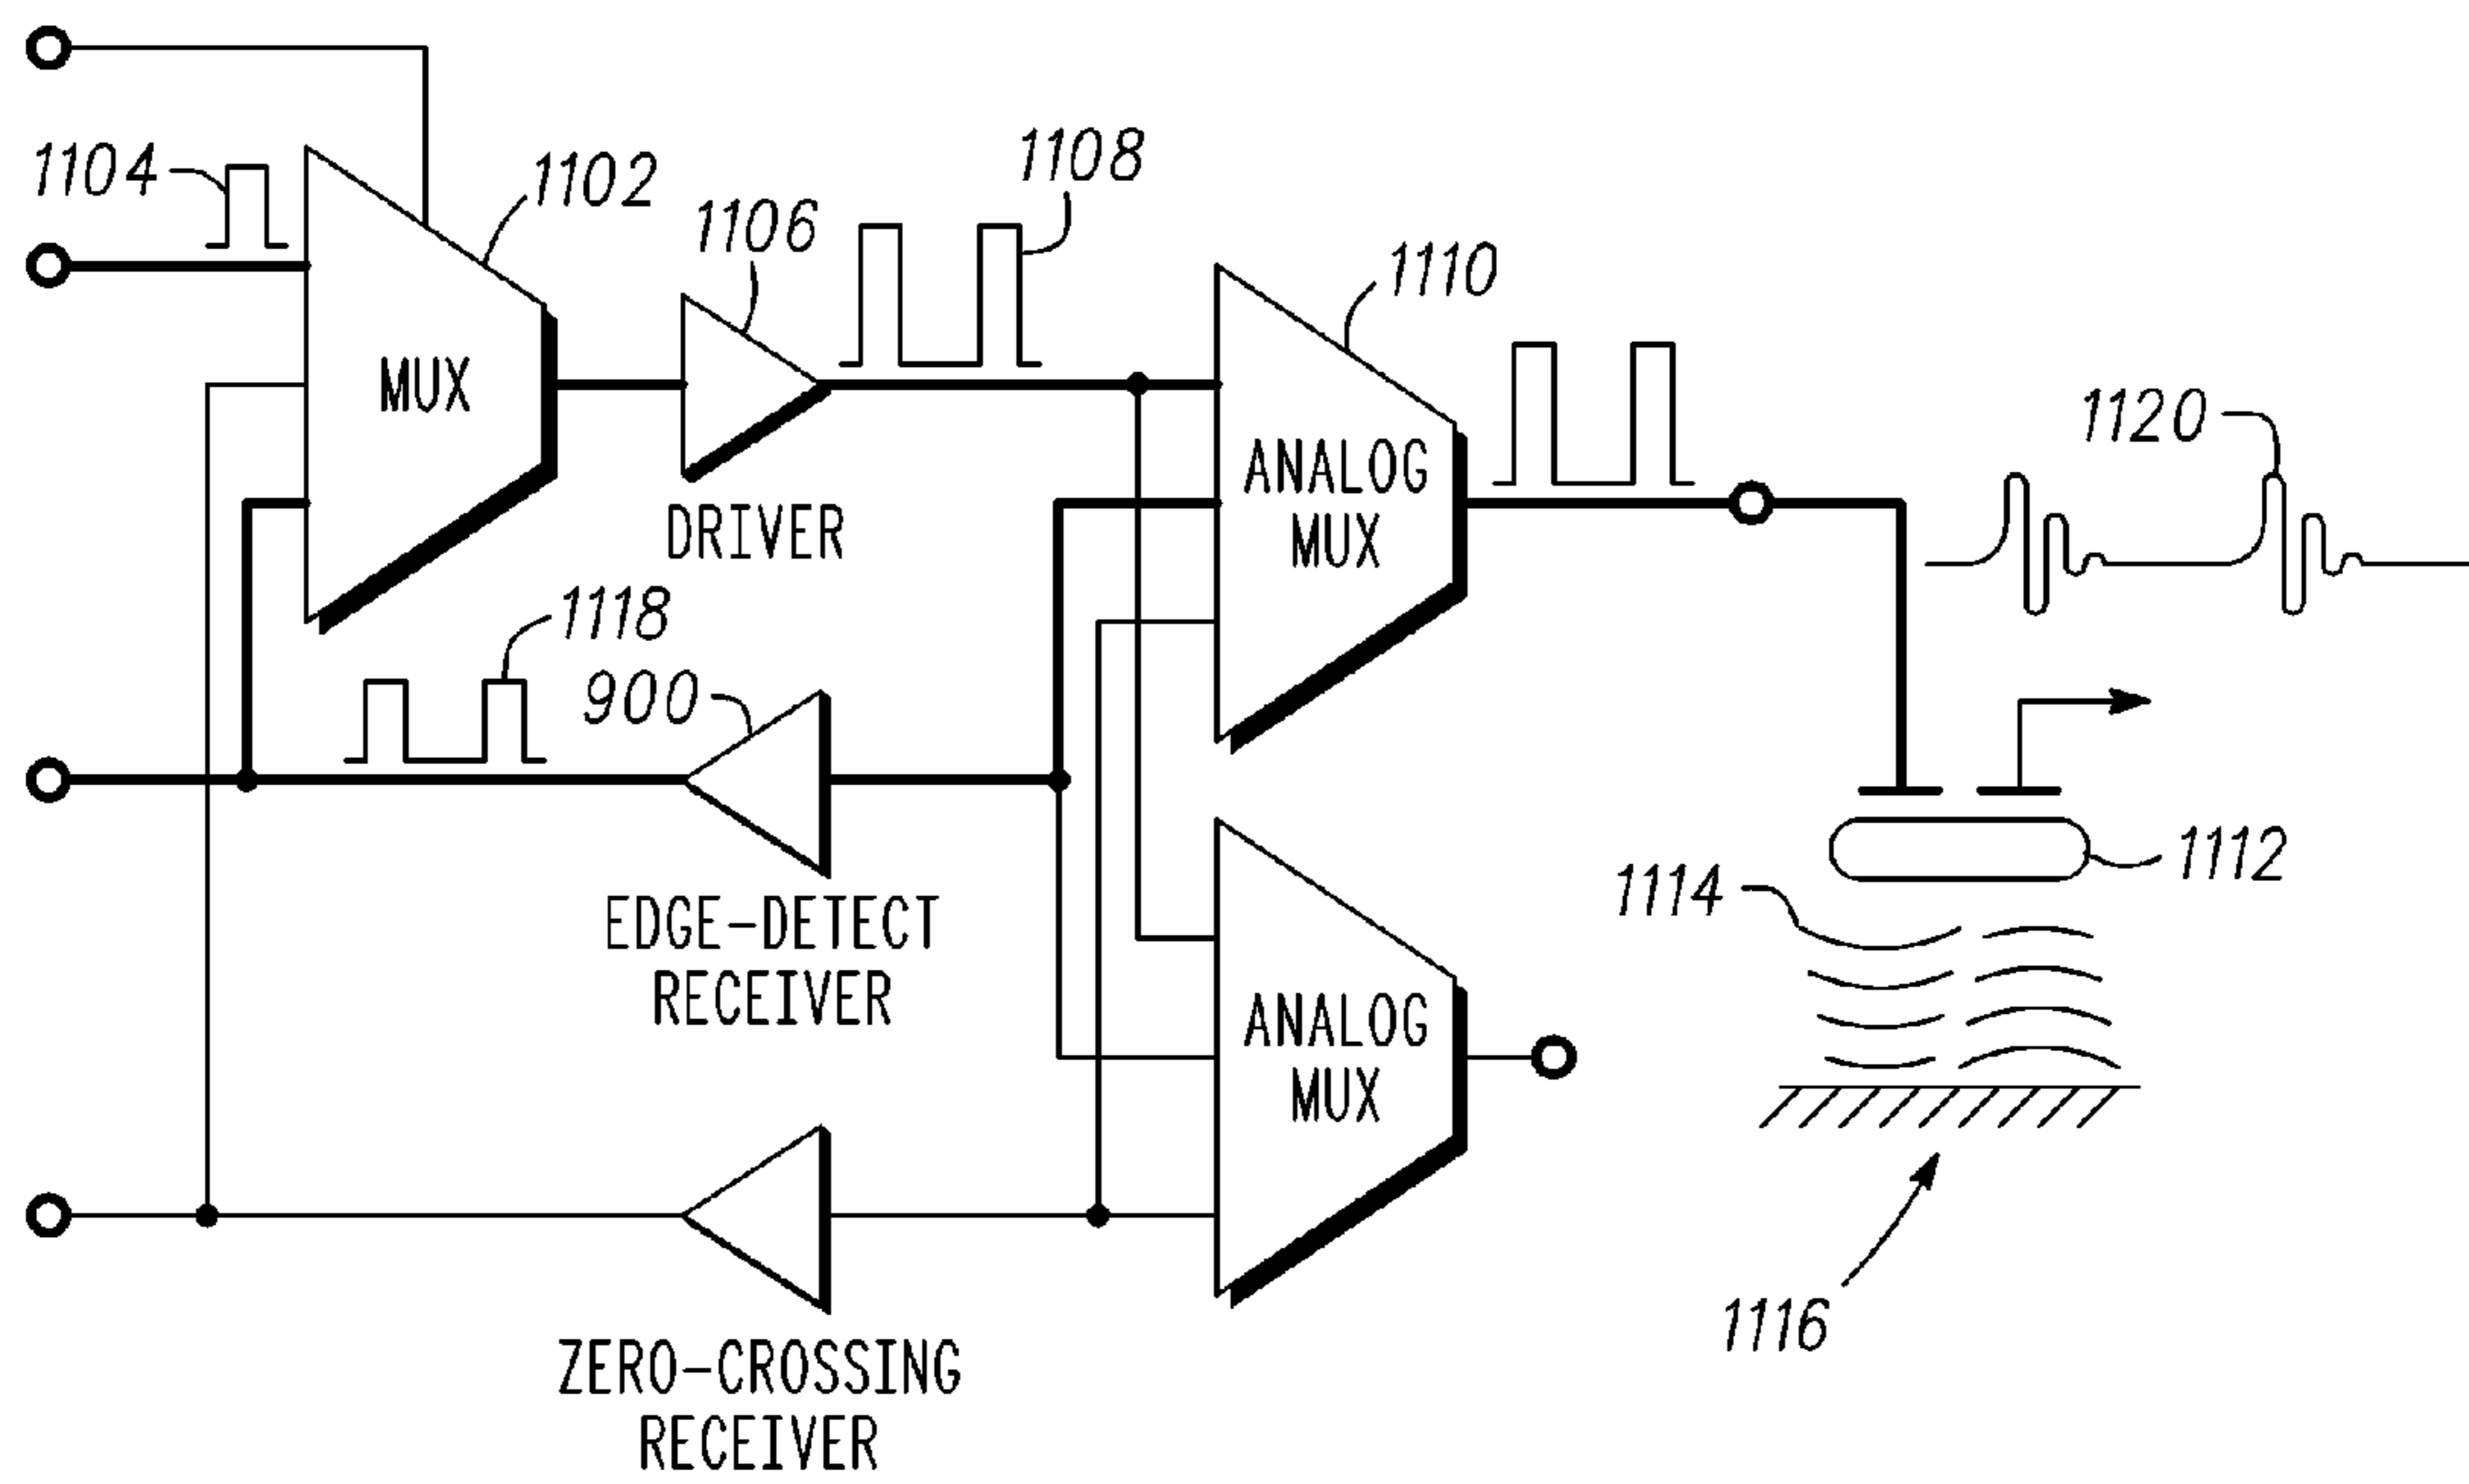 1104
1102
1106
1108
1110
1120
MUX
DRIVER
ANALOG
MUX
1118
900
EDGE-DETECT
RECEIVER
1114
1112
ANALOG
MUX
1116
ZERO-CROSSING
RECEIVER